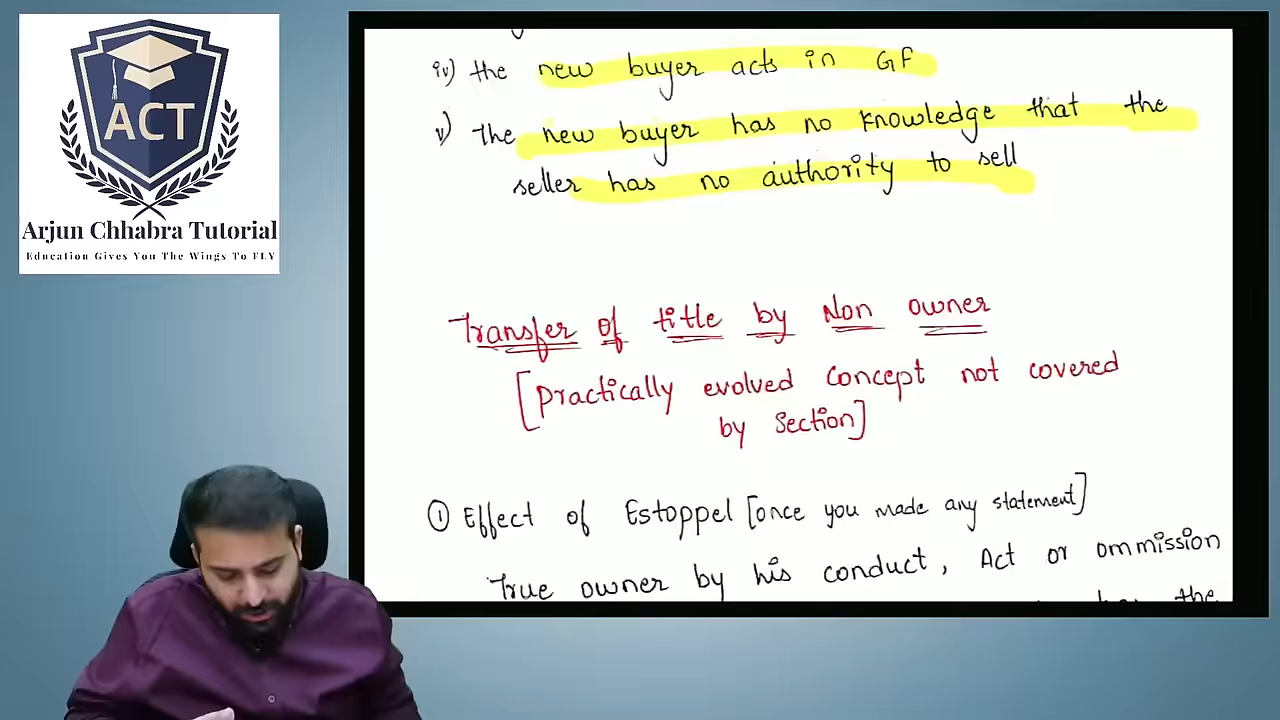 ACT
Arjun Chhabra Tutorial
Education Gives You The Wings To FLY
iv) the new buyer acts in GF
v) The new buyer has no knowledge that the
seller has no authority to sell
Transfer of title by Non owner
[Practically evolved concept not covered
by Section]
① Effect of Estoppel [once you made any statement]
True owner by his conduct, Act or ommission
the